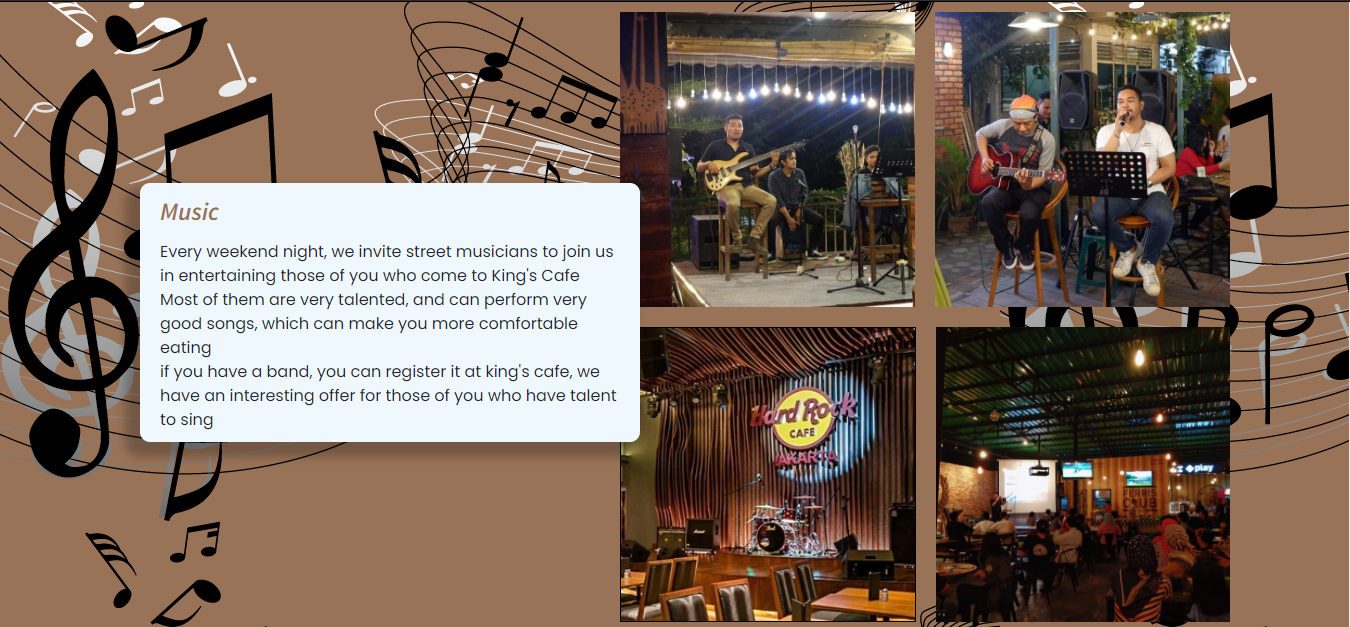 Music
Every weekend night, we invite street musicians to join us
in entertaining those of you who come to King's Cafe
Most of them are very talented, and can perform very
good songs, which can make you more comfortable
eating
if you have a band, you can register it at king's cafe, we
have an interesting offer for those of you who have talent
to sing
Hard Rock
CAFE
JAKARTA
play
FERRIS
CLUB